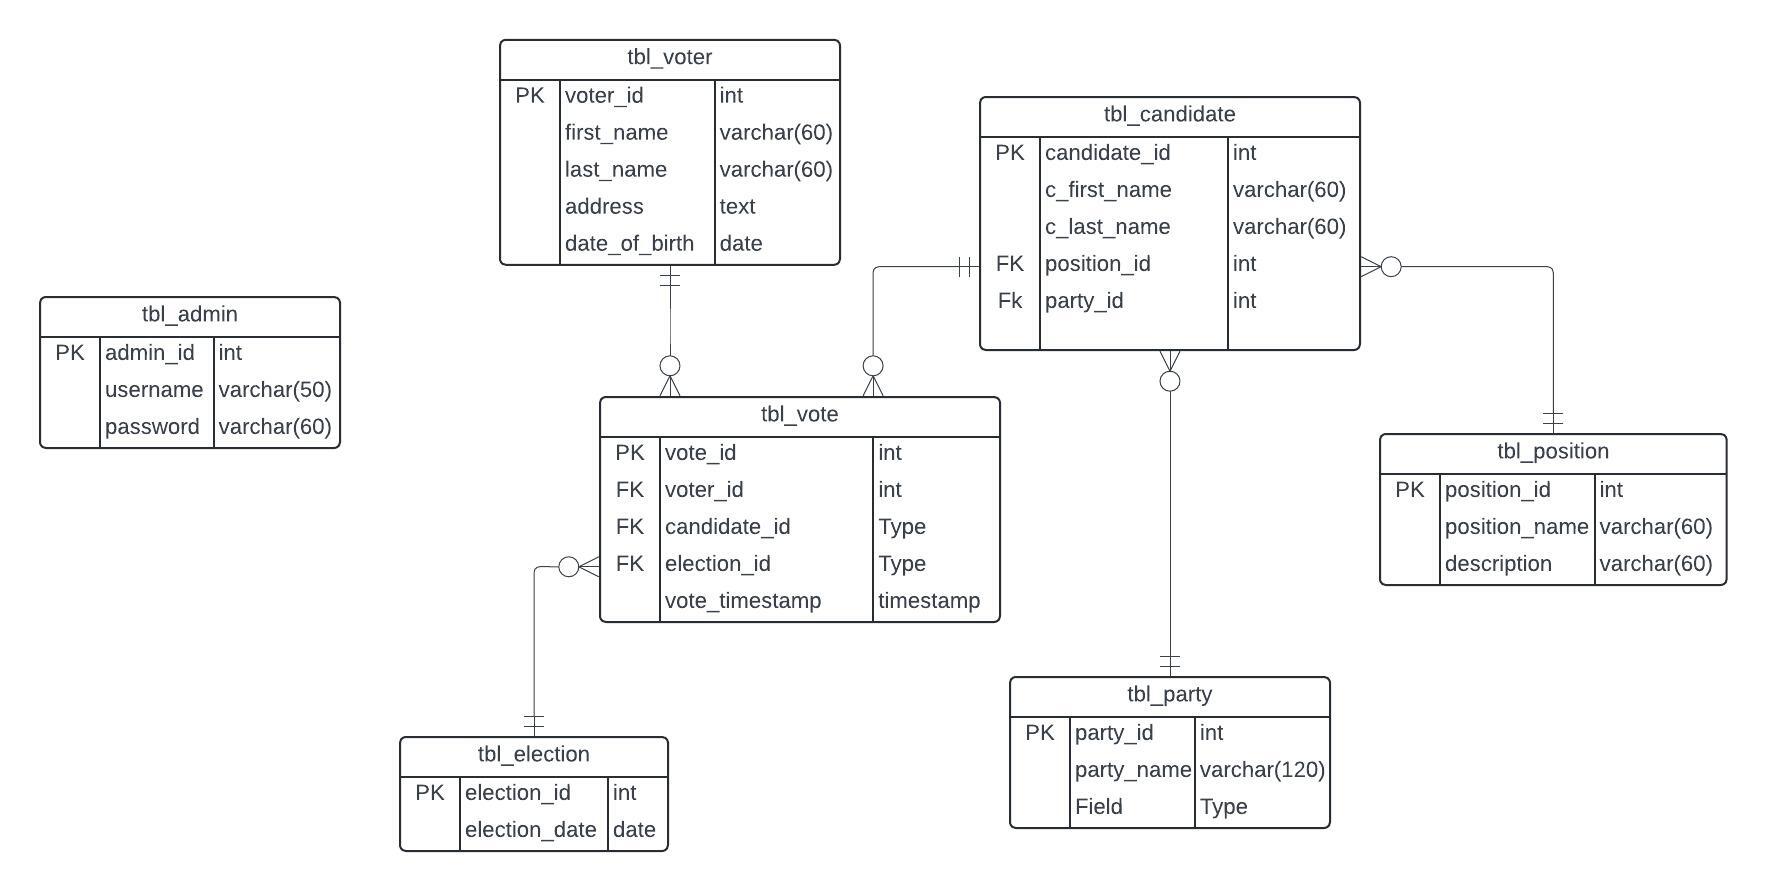 tbl_voter
PK voter_id int
first_name varchar(60)
last_name varchar(60)
address text
date_of_birth date
tbl_candidate
PK candidate_id int
c_first_name varchar(60)
c_last_name varchar(60)
FK position_id int
Fk party_id int
tbl_admin
PK admin_id int
username varchar(50)
password varchar(60)
tbl_vote
PK vote_id int
FK voter_id int
FK candidate_id Type
FK election_id Type
vote_timestamp timestamp
tbl_position
PK position_id int
position_name varchar(60)
description varchar(60)
tbl_election
PK election_id int
election_date date
tbl_party
PK party_id int
party_name varchar(120)
Field Type